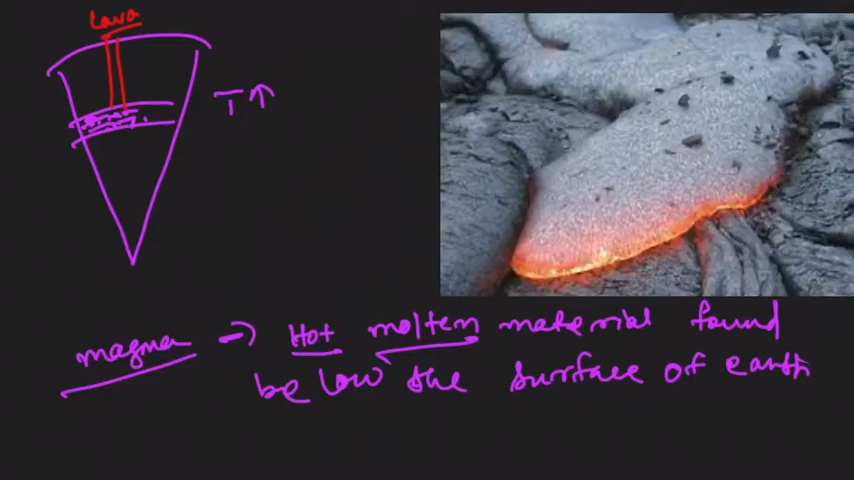 Lava
T↑
magma → Hot molten material found
below the surface of earth